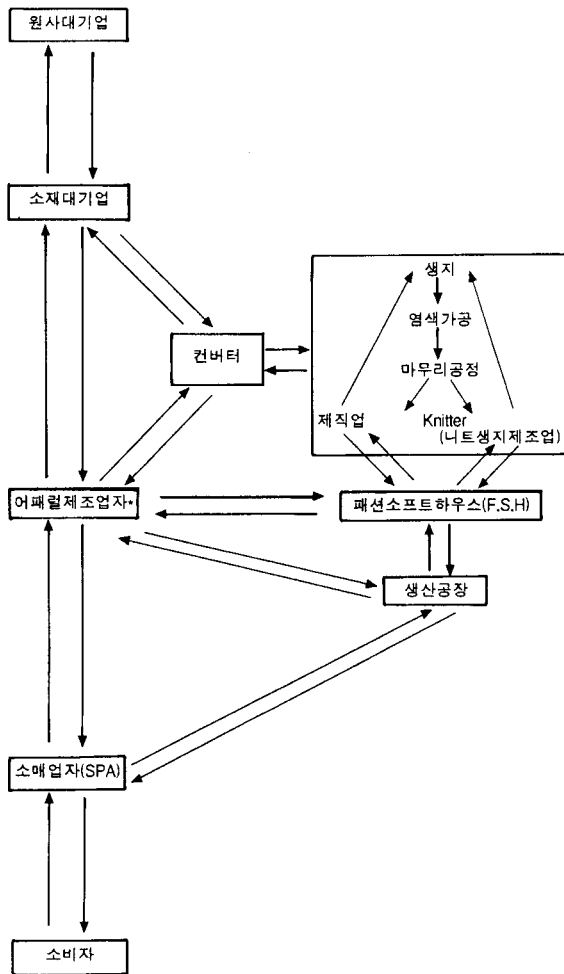 원사대기업
소재대기업
생지
염색가공
컨버터
마무리공정
제직업
Knitter
(니트생지제조업)
어패럴제조업자*
패션소프트하우스(F.S.H)
생산공장
소매업자(SPA)
소비자